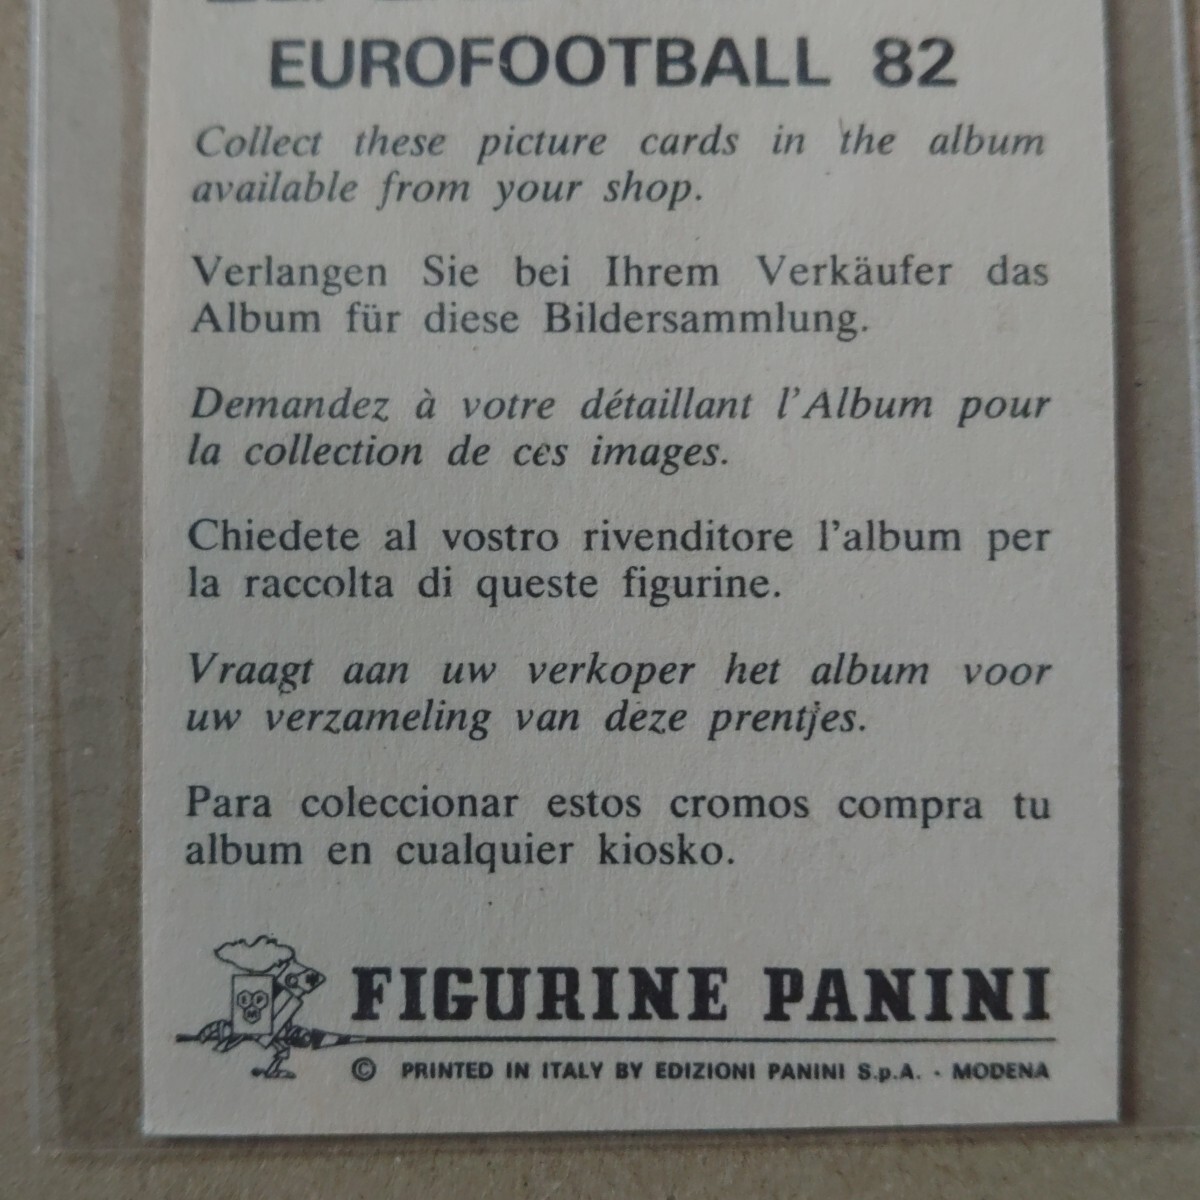 EUROFOOTBALL 82
Collect these picture cards in the album
available from your shop.
Verlangen Sie bei Ihrem Verkäufer das
Album für diese Bildersammlung.
Demandez à votre détaillant l'Album pour
la collection de ces images.
Chiedete al vostro rivenditore l'album per
la raccolta di queste figurine.
Vraagt aan uw verkoper het album voor
uw verzameling van deze prentjes.
Para coleccionar estos cromos compra tu
album en cualquier kiosko.
FIGURINE PANINI
© PRINTED IN ITALY BY EDIZIONI PANINI S.p.A. · MODENA